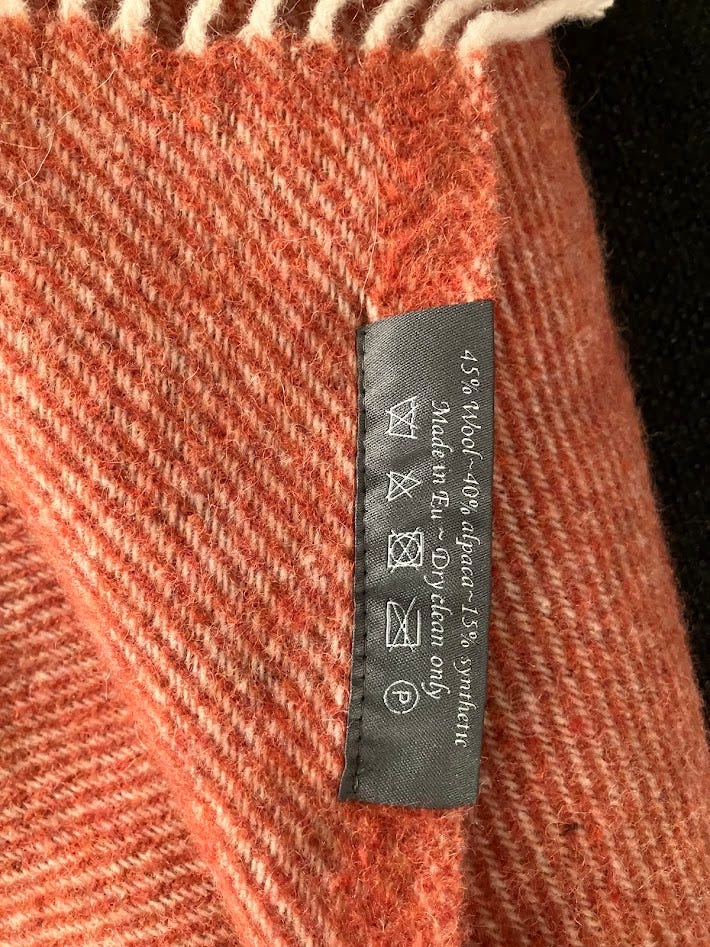 45% Wool~40% alpaca~15% synthetic
Made in Eu ~ Dry clean only
P